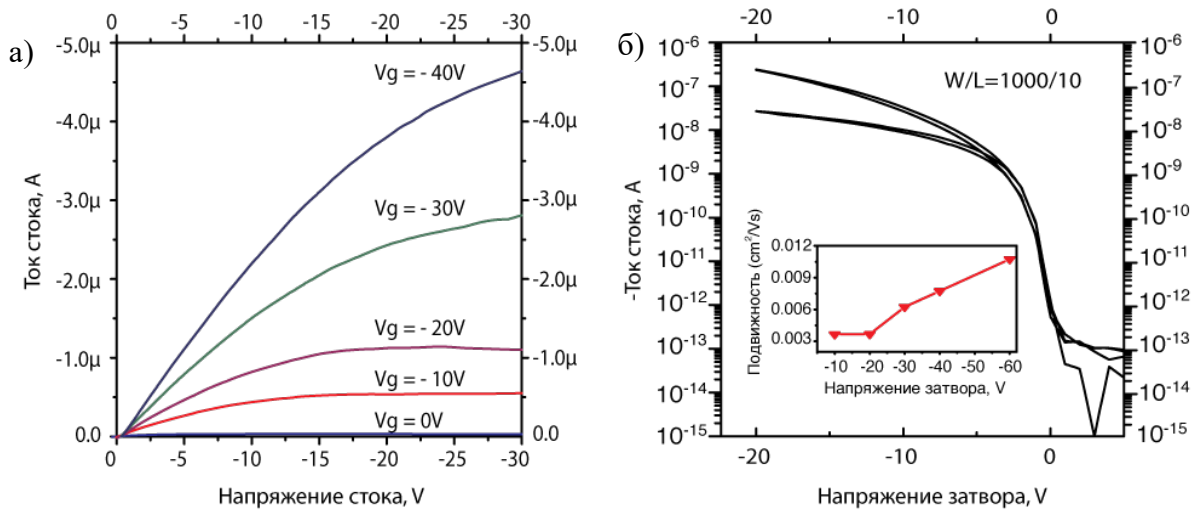 а)
0 -5 -10 -15 -20 -25 -30
-5.0µ -5.0µ
-4.0µ -4.0µ
-3.0µ -3.0µ
-2.0µ -2.0µ
-1.0µ -1.0µ
0.0 0.0
Ток стока, А
Vg = - 40V
Vg = - 30V
Vg = - 20V
Vg = - 10V
Vg = 0V
0 -5 -10 -15 -20 -25 -30
Напряжение стока, V
б)
-20 -10 0
10⁻⁶ 10⁻⁶
10⁻⁷ 10⁻⁷
10⁻⁸ 10⁻⁸
10⁻⁹ 10⁻⁹
10⁻¹⁰ 10⁻¹⁰
10⁻¹¹ 10⁻¹¹
10⁻¹² 10⁻¹²
10⁻¹³ 10⁻¹³
10⁻¹⁴ 10⁻¹⁴
10⁻¹⁵ 10⁻¹⁵
-Ток стока, А
W/L=1000/10
Подвижность (cm²/Vs)
0.012
0.009
0.006
0.003
-10 -20 -30 -40 -50 -60
Напряжение затвора, V
-20 -10 0
Напряжение затвора, V